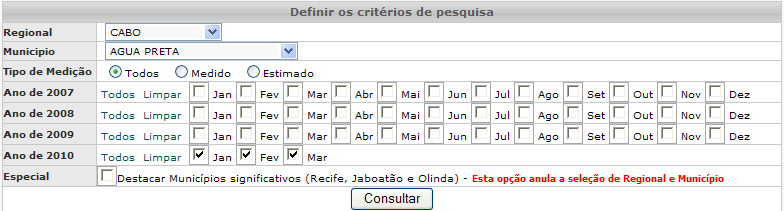 Definir os critérios de pesquisa
Regional CABO
Municipio AGUA PRETA
Tipo de Medição Todos Medido Estimado
Ano de 2007 Todos Limpar Jan Fev Mar Abr Mai Jun Jul Ago Set Out Nov Dez
Ano de 2008 Todos Limpar Jan Fev Mar Abr Mai Jun Jul Ago Set Out Nov Dez
Ano de 2009 Todos Limpar Jan Fev Mar Abr Mai Jun Jul Ago Set Out Nov Dez
Ano de 2010 Todos Limpar Jan Fev Mar
Especial Destacar Municípios significativos (Recife, Jaboatão e Olinda) - Esta opção anula a seleção de Regional e Município
Consultar